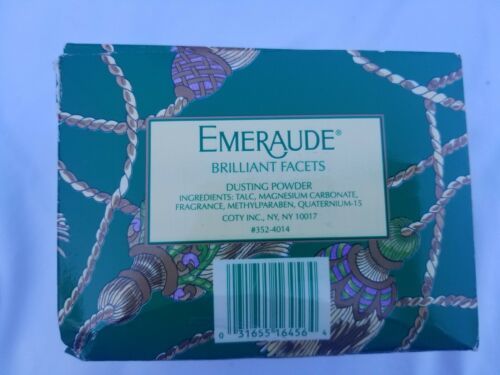 EMERAUDE®
BRILLIANT FACETS
DUSTING POWDER
INGREDIENTS: TALC, MAGNESIUM CARBONATE,
FRAGRANCE, METHYLPARABEN, QUATERNIUM-15
COTY INC., NY, NY 10017
#352-4014
0 31655 16456 4